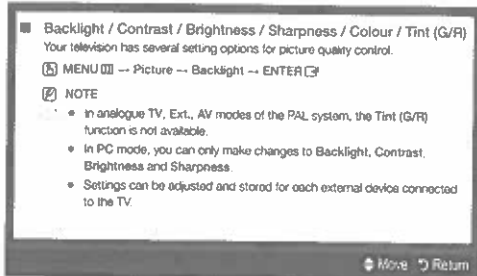 Backlight / Contrast / Brightness / Sharpness / Colour / Tint (G/R)
Your television has several setting options for picture quality control.
MENU → Picture → Backlight → ENTER
NOTE
In analogue TV, Ext., AV modes of the PAL system, the Tint (G/R)
function is not available.
In PC mode, you can only make changes to Backlight, Contrast,
Brightness and Sharpness.
Settings can be adjusted and stored for each external device connected
to the TV.
Move Return